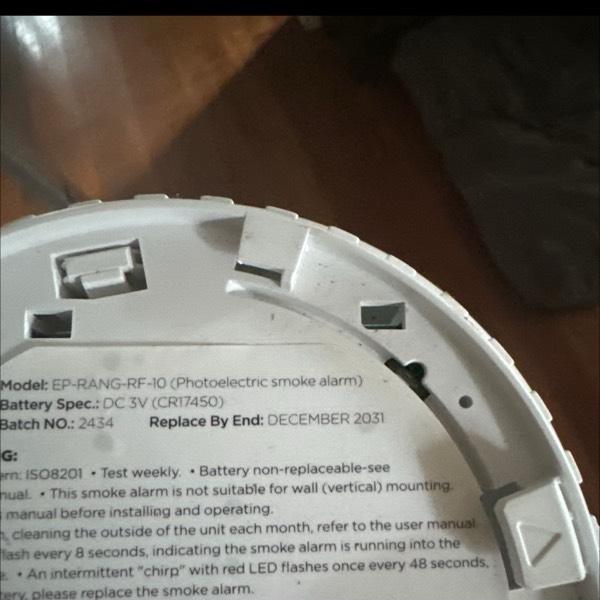 Model: EP-RANG-RF-10 (Photoelectric smoke alarm)
Battery Spec.: DC 3V (CR17450)
Batch NO.: 2434 Replace By End: DECEMBER 2031
G:
ern: ISO8201 • Test weekly. • Battery non-replaceable-see
nual. • This smoke alarm is not suitable for wall (vertical) mounting.
manual before installing and operating.
, cleaning the outside of the unit each month, refer to the user manual
flash every 8 seconds, indicating the smoke alarm is running into the
e. • An intermittent "chirp" with red LED flashes once every 48 seconds,
tery, please replace the smoke alarm.